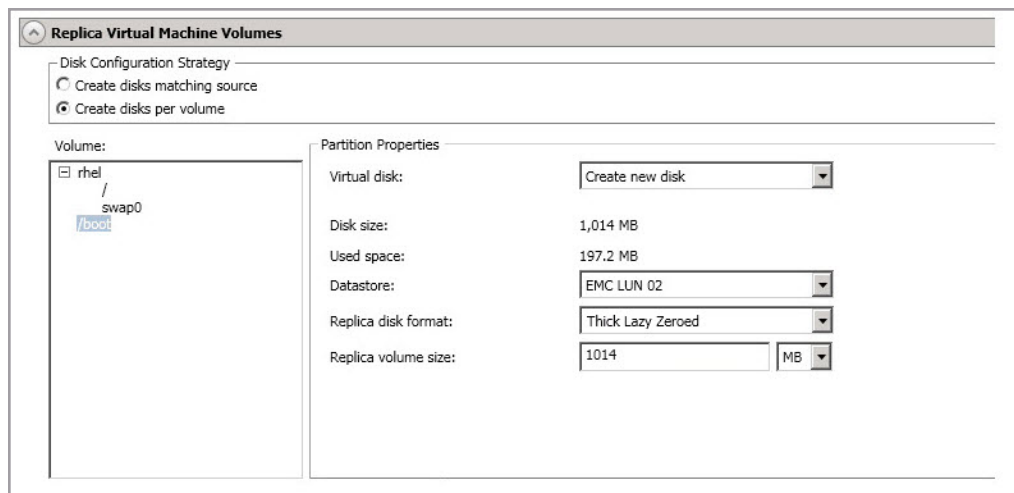 Replica Virtual Machine Volumes
Disk Configuration Strategy
Create disks matching source
Create disks per volume
Volume:
rhel
/
swap0
/boot
Partition Properties
Virtual disk: Create new disk
Disk size: 1,014 MB
Used space: 197.2 MB
Datastore: EMC LUN 02
Replica disk format: Thick Lazy Zeroed
Replica volume size: 1014 MB